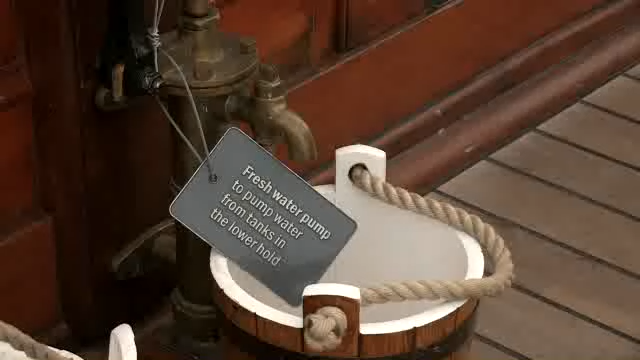 Fresh water pump
to pump water
from tanks in
the lower hold.